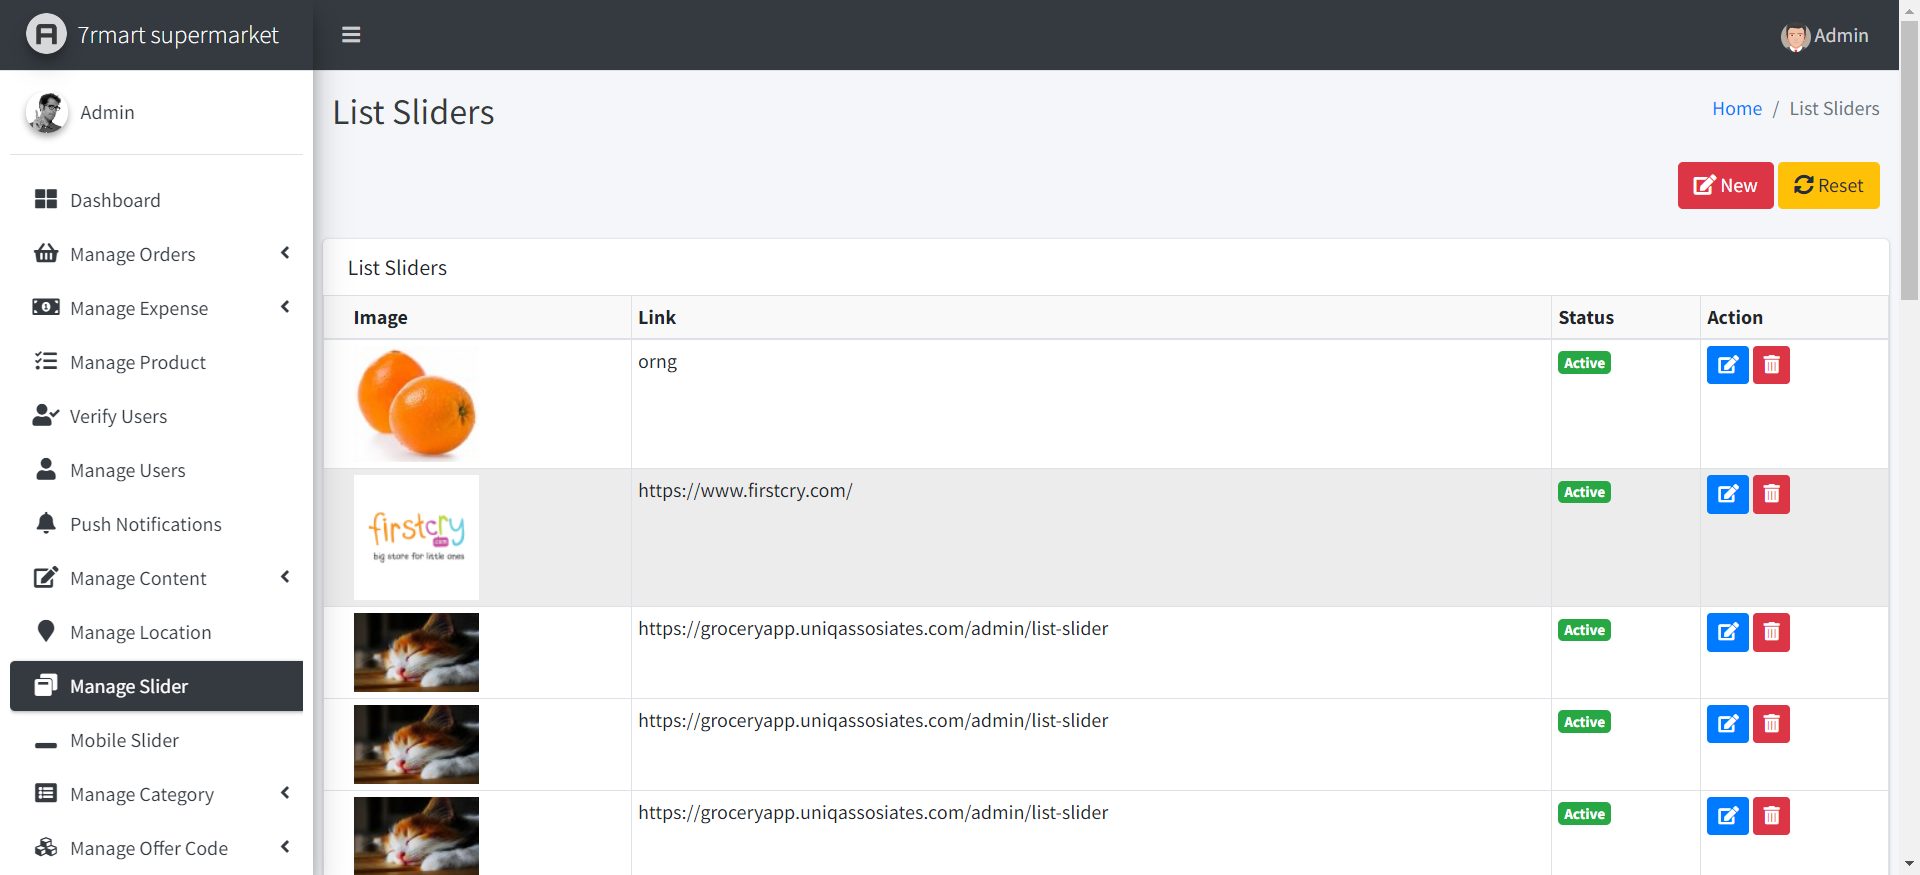 7rmart supermarket
Admin
Admin
List Sliders
Home / List Sliders
New
Reset
Dashboard
Manage Orders
Manage Expense
Manage Product
Verify Users
Manage Users
Push Notifications
Manage Content
Manage Location
Manage Slider
Mobile Slider
Manage Category
Manage Offer Code
List Sliders
Image Link Status Action
orng Active
https://www.firstcry.com/ Active
firstcry
.com
big store for little ones
https://groceryapp.uniqassosiates.com/admin/list-slider Active
https://groceryapp.uniqassosiates.com/admin/list-slider Active
https://groceryapp.uniqassosiates.com/admin/list-slider Active